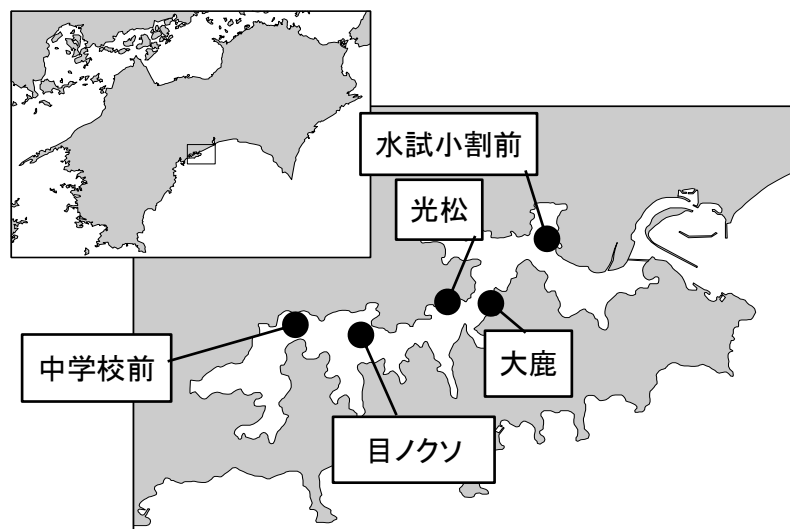 水試小割前
光松
中学校前
大鹿
目ノクソ